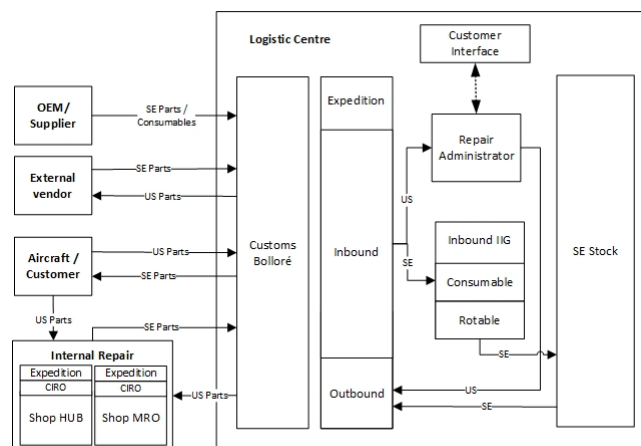 Logistic Centre
Customer
Interface
OEM/
Supplier
SE Parts /
Consumables
External
vendor
SE Parts
US Parts
Aircraft /
Customer
US Parts
SE Parts
US Parts
SE Parts
Internal Repair
Expedition
CIRO
Shop HUB
Expedition
CIRO
Shop MRO
US Parts
Customs
Bolloré
Expedition
Inbound
Outbound
US
SE
Repair
Administrator
Inbound IIG
Consumable
Rotable
SE
US
SE
SE Stock